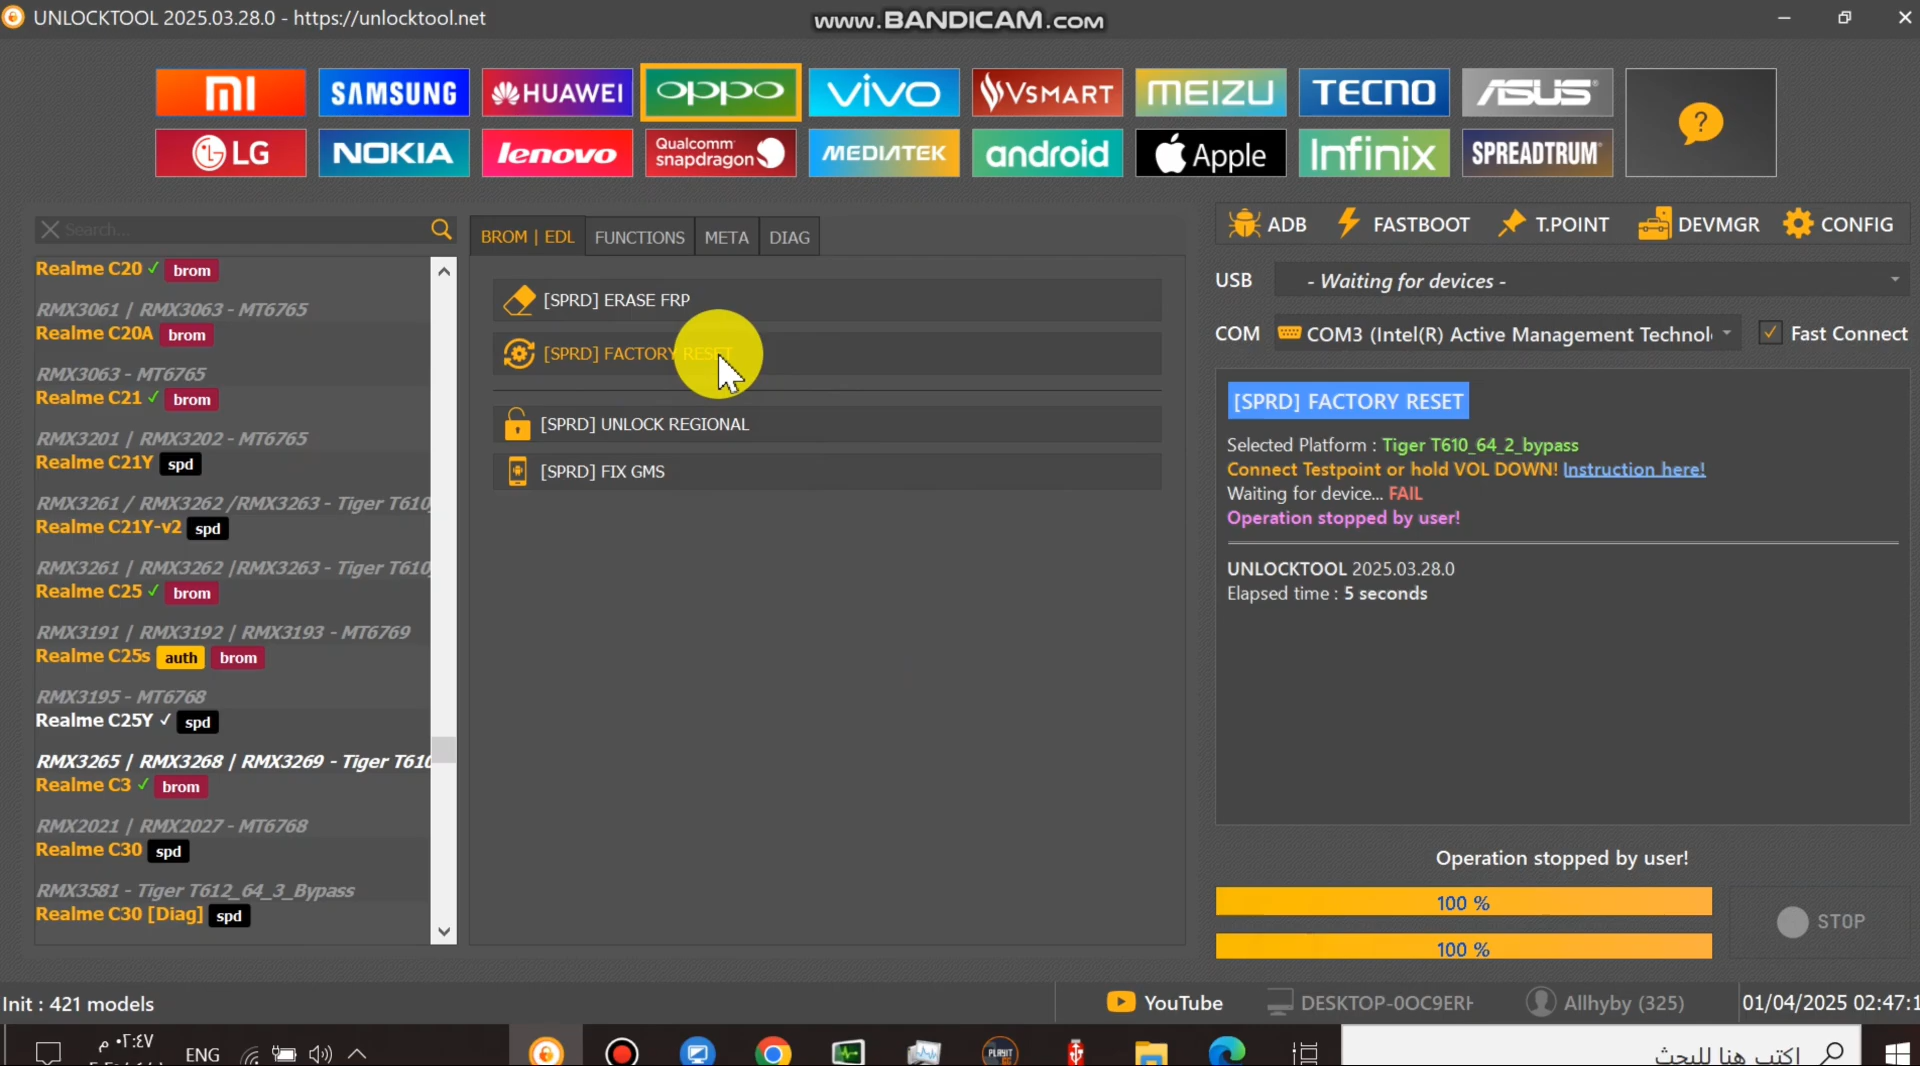 UNLOCKTOOL 2025.03.28.0 - https://unlocktool.net
www.BANDICAM.com
SAMSUNG
HUAWEI
oppo
vivo
VSMART
MEIZU
TECNO
ASUS
?
LG
NOKIA
lenovo
Qualcomm
snapdragon
MEDIATEK
android
Apple
Infinix
SPREADTRUM
Search...
BROM | EDL
FUNCTIONS
META
DIAG
ADB
FASTBOOT
T.POINT
DEVMGR
CONFIG
Realme C20 ✓ brom
RMX3061 | RMX3063 - MT6765
Realme C20A brom
RMX3063 - MT6765
Realme C21 ✓ brom
RMX3201 | RMX3202 - MT6765
Realme C21Y spd
RMX3261 / RMX3262 /RMX3263 - Tiger T610
Realme C21Y-v2 spd
RMX3261 | RMX3262 |RMX3263 - Tiger T610
Realme C25 ✓ brom
RMX3191 | RMX3192 | RMX3193 - MT6769
Realme C25s auth brom
RMX3195 - MT6768
Realme C25Y ✓ spd
RMX3265 | RMX3268 | RMX3269 - Tiger T610
Realme C3 ✓ brom
RMX2021 | RMX2027 - MT6768
Realme C30 spd
RMX3581 - Tiger T612_64_3_Bypass
Realme C30 [Diag] spd
[SPRD] ERASE FRP
[SPRD] FACTORY RESET
[SPRD] UNLOCK REGIONAL
[SPRD] FIX GMS
USB - Waiting for devices -
COM COM3 (Intel(R) Active Management Technol Fast Connect
[SPRD] FACTORY RESET
Selected Platform : Tiger T610_64_2_bypass
Connect Testpoint or hold VOL DOWN! Instruction here!
Waiting for device... FAIL
Operation stopped by user!
UNLOCKTOOL 2025.03.28.0
Elapsed time : 5 seconds
Operation stopped by user!
100 %
100 %
STOP
Init : 421 models
YouTube
DESKTOP-0OC9ERH
Allhyby (325)
01/04/2025 02:47:1
٠٢:٤٧ م
ENG
PLAYIT
اكتب هنا للبحث